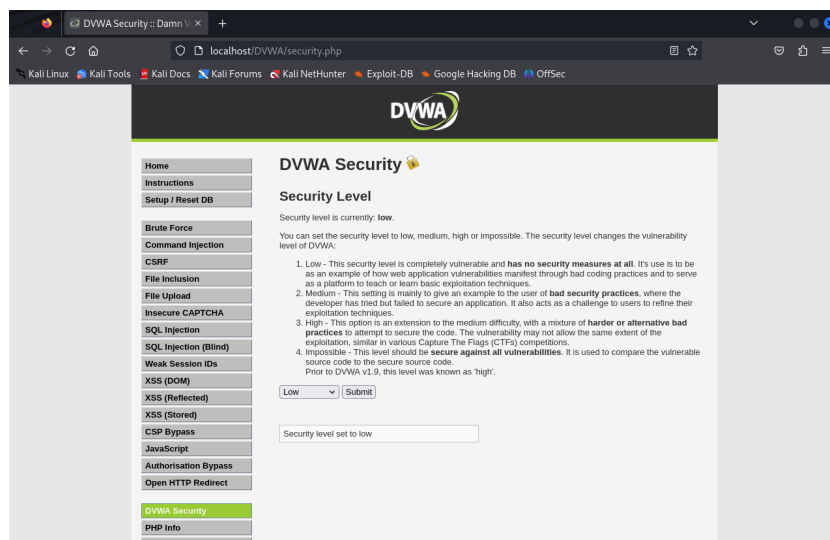 DVWA Security :: Damn V
localhost/DVWA/security.php
Kali Linux Kali Tools Kali Docs Kali Forums Kali NetHunter Exploit-DB Google Hacking DB OffSec
DVWA
Home
Instructions
Setup / Reset DB
Brute Force
Command Injection
CSRF
File Inclusion
File Upload
Insecure CAPTCHA
SQL Injection
SQL Injection (Blind)
Weak Session IDs
XSS (DOM)
XSS (Reflected)
XSS (Stored)
CSP Bypass
JavaScript
Authorisation Bypass
Open HTTP Redirect
DVWA Security
PHP Info
DVWA Security
Security Level
Security level is currently: low.
You can set the security level to low, medium, high or impossible. The security level changes the vulnerability
level of DVWA:
1. Low - This security level is completely vulnerable and has no security measures at all. It's use is to be
as an example of how web application vulnerabilities manifest through bad coding practices and to serve
as a platform to teach or learn basic exploitation techniques.
2. Medium - This setting is mainly to give an example to the user of bad security practices, where the
developer has tried but failed to secure an application. It also acts as a challenge to users to refine their
exploitation techniques.
3. High - This option is an extension to the medium difficulty, with a mixture of harder or alternative bad
practices to attempt to secure the code. The vulnerability may not allow the same extent of the
exploitation, similar in various Capture The Flags (CTFs) competitions.
4. Impossible - This level should be secure against all vulnerabilities. It is used to compare the vulnerable
source code to the secure source code.
Prior to DVWA v1.9, this level was known as 'high'.
Low Submit
Security level set to low